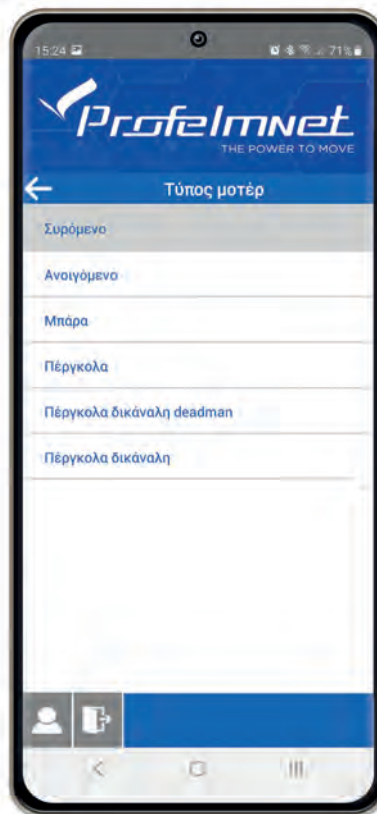 15:24
71%
Profelmnet
THE POWER TO MOVE
Τύπος μοτέρ
Συρόμενο
Ανοιγόμενο
Μπάρα
Πέργκολα
Πέργκολα δικάναλη deadman
Πέργκολα δικάναλη